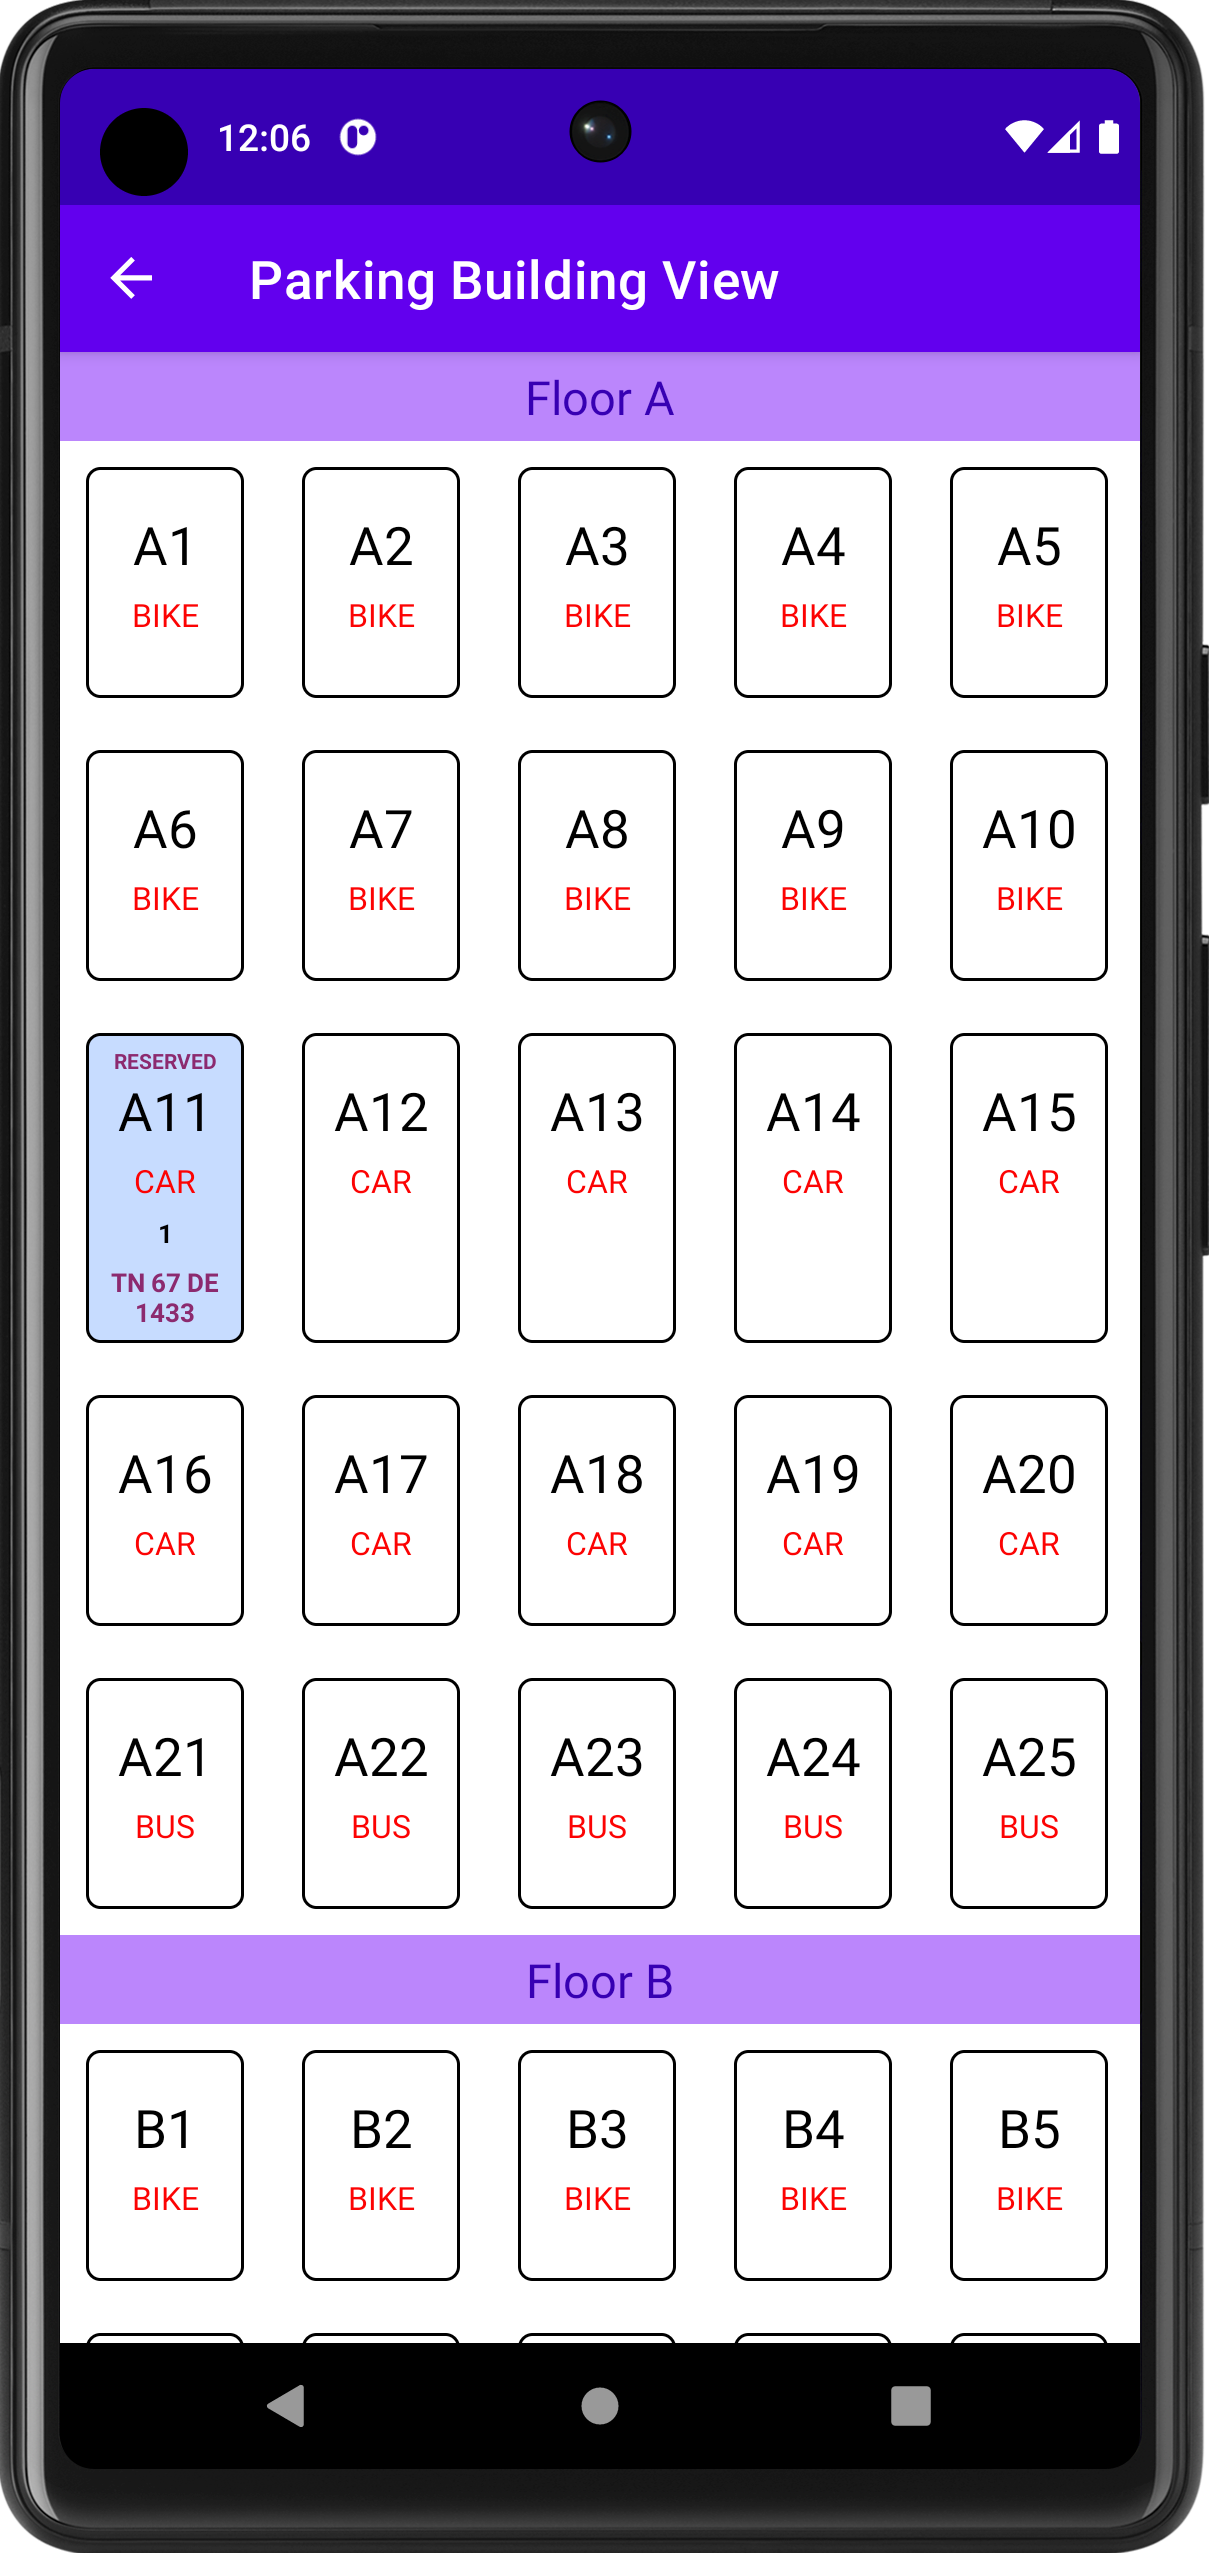 12:06
Parking Building View
Floor A
A1 A2 A3 A4 A5
BIKE BIKE BIKE BIKE BIKE
A6 A7 A8 A9 A10
BIKE BIKE BIKE BIKE BIKE
RESERVED
A11 A12 A13 A14 A15
CAR CAR CAR CAR CAR
1
TN 67 DE
1433
A16 A17 A18 A19 A20
CAR CAR CAR CAR CAR
A21 A22 A23 A24 A25
BUS BUS BUS BUS BUS
Floor B
B1 B2 B3 B4 B5
BIKE BIKE BIKE BIKE BIKE